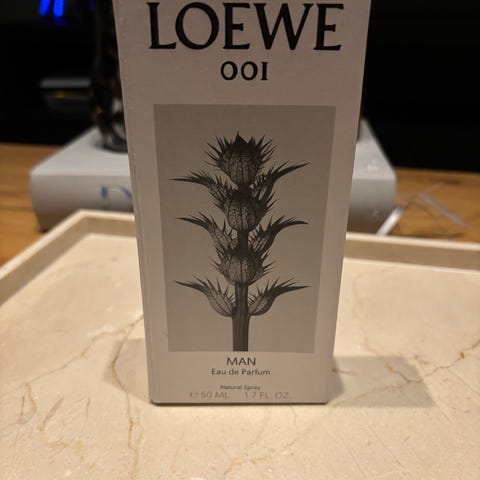 LOEWE
001
MAN
Eau de Parfum
Natural Spray
℮ 50 ML 1.7 FL. OZ.